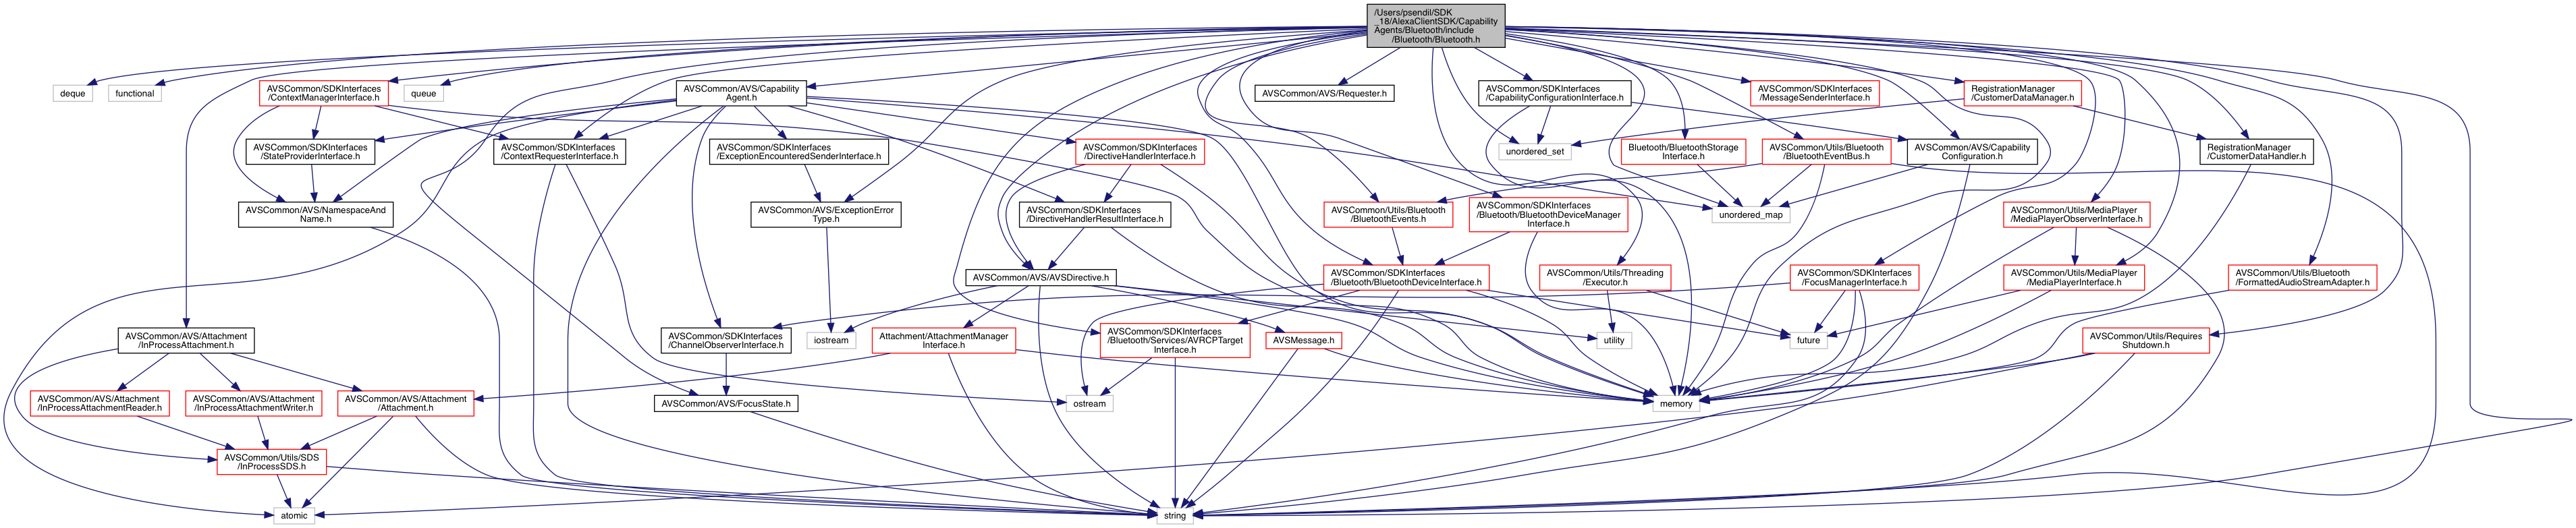 /Users/psendil/SDK
_18/AlexaClientSDK/Capability
Agents/Bluetooth/include
/Bluetooth/Bluetooth.h
deque
functional
AVSCommon/SDKInterfaces
/ContextManagerInterface.h
queue
AVSCommon/AVS/Capability
Agent.h
AVSCommon/AVS/Requester.h
AVSCommon/SDKInterfaces
/CapabilityConfigurationInterface.h
AVSCommon/SDKInterfaces
/MessageSenderInterface.h
RegistrationManager
/CustomerDataManager.h
AVSCommon/SDKInterfaces
/StateProviderInterface.h
AVSCommon/SDKInterfaces
/ContextRequesterInterface.h
AVSCommon/SDKInterfaces
/ExceptionEncounteredSenderInterface.h
AVSCommon/SDKInterfaces
/DirectiveHandlerInterface.h
unordered_set
Bluetooth/BluetoothStorage
Interface.h
AVSCommon/Utils/Bluetooth
/BluetoothEventBus.h
AVSCommon/AVS/Capability
Configuration.h
RegistrationManager
/CustomerDataHandler.h
AVSCommon/AVS/NamespaceAnd
Name.h
AVSCommon/AVS/ExceptionError
Type.h
AVSCommon/SDKInterfaces
/DirectiveHandlerResultInterface.h
AVSCommon/Utils/Bluetooth
/BluetoothEvents.h
AVSCommon/SDKInterfaces
/Bluetooth/BluetoothDeviceManager
Interface.h
unordered_map
AVSCommon/Utils/MediaPlayer
/MediaPlayerObserverInterface.h
AVSCommon/AVS/AVSDirective.h
AVSCommon/SDKInterfaces
/Bluetooth/BluetoothDeviceInterface.h
AVSCommon/Utils/Threading
/Executor.h
AVSCommon/SDKInterfaces
/FocusManagerInterface.h
AVSCommon/Utils/MediaPlayer
/MediaPlayerInterface.h
AVSCommon/Utils/Bluetooth
/FormattedAudioStreamAdapter.h
AVSCommon/AVS/Attachment
/InProcessAttachment.h
AVSCommon/SDKInterfaces
/ChannelObserverInterface.h
iostream
Attachment/AttachmentManager
Interface.h
AVSCommon/SDKInterfaces
/Bluetooth/Services/AVRCPTarget
Interface.h
AVSMessage.h
utility
future
AVSCommon/Utils/Requires
Shutdown.h
AVSCommon/AVS/Attachment
/InProcessAttachmentReader.h
AVSCommon/AVS/Attachment
/InProcessAttachmentWriter.h
AVSCommon/AVS/Attachment
/Attachment.h
AVSCommon/AVS/FocusState.h
ostream
memory
AVSCommon/Utils/SDS
/InProcessSDS.h
atomic
string